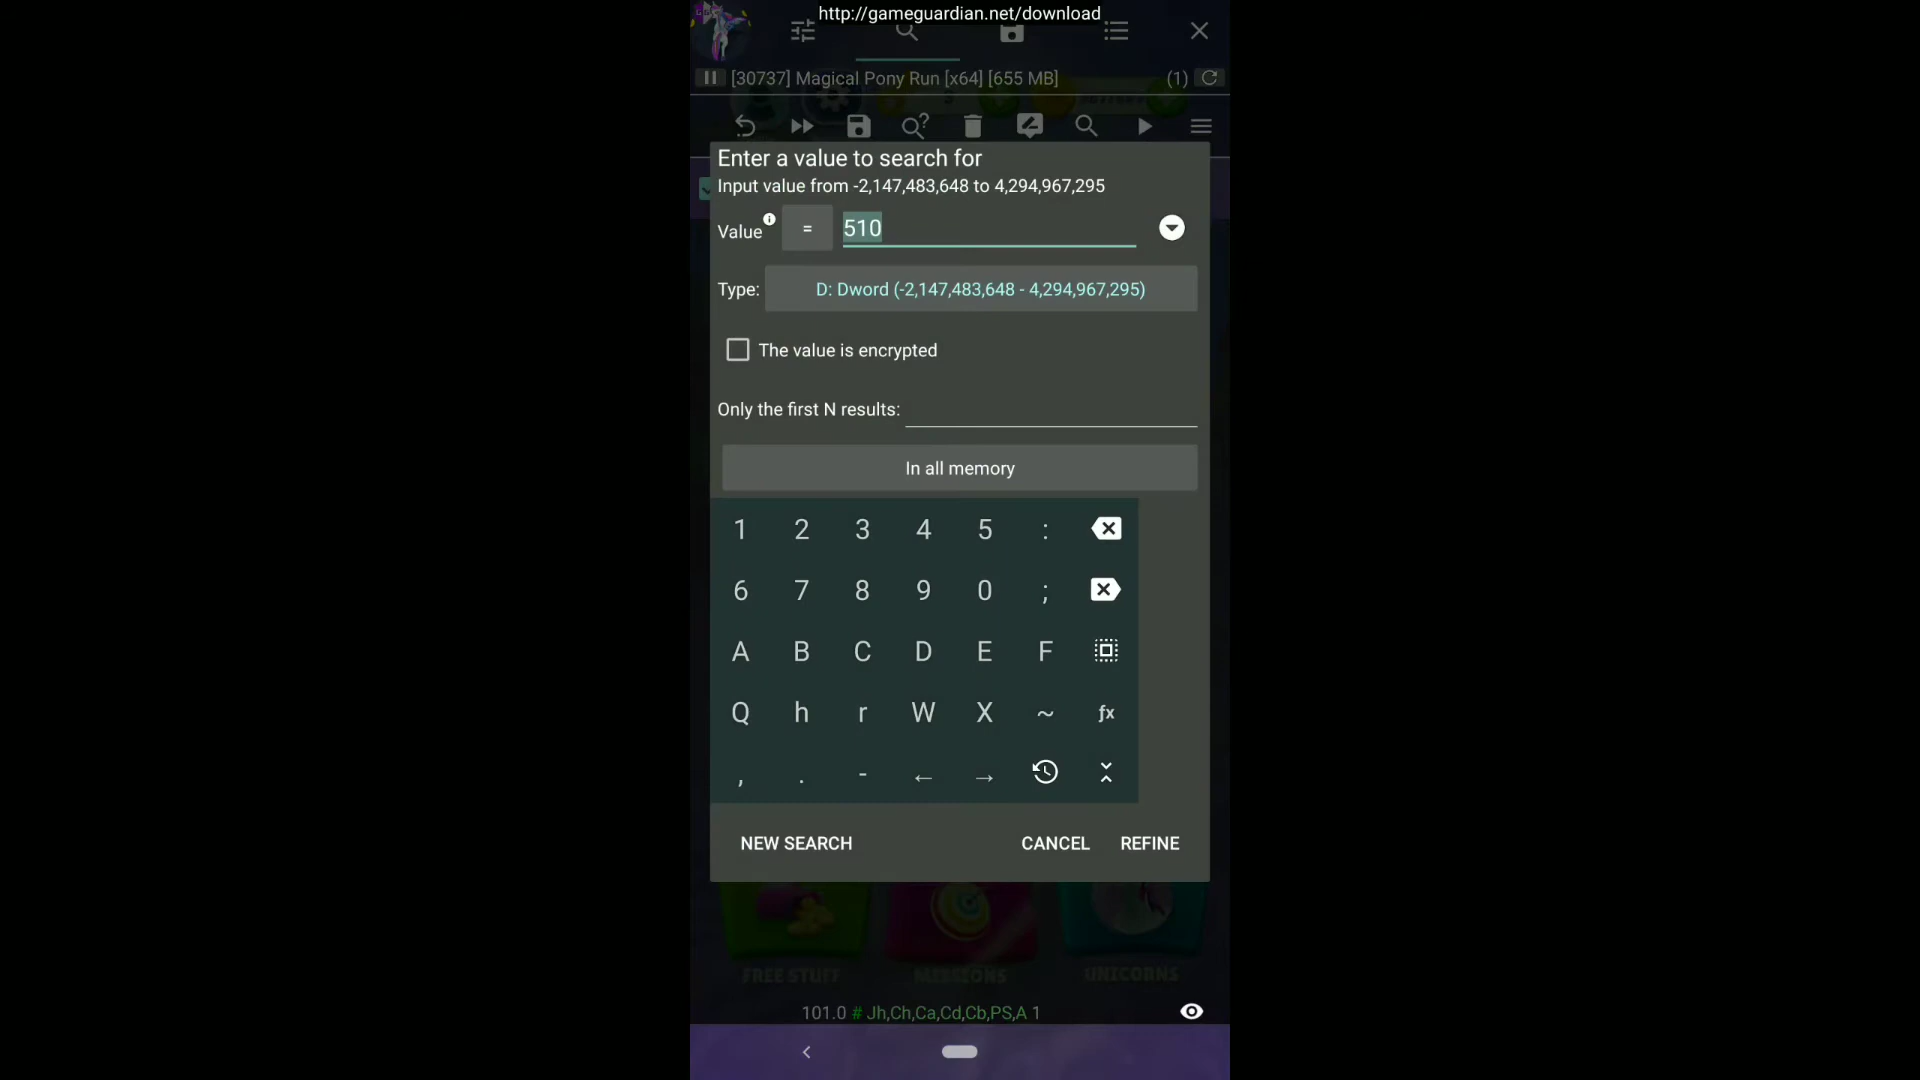 http://gameguardian.net/download
[30737] Magical Pony Run [x64] [655 MB] (1)
Enter a value to search for
Input value from -2,147,483,648 to 4,294,967,295
Value i = 510
Type: D: Dword (-2,147,483,648 - 4,294,967,295)
The value is encrypted
Only the first N results:
In all memory
1 2 3 4 5 :
6 7 8 9 0 ;
A B C D E F
Q h r W X ~ ƒx
, . - ← →
NEW SEARCH CANCEL REFINE
FREE STUFF MISSIONS UNICORNS
101.0 # Jh,Ch,Ca,Cd,Cb,PS,A 1